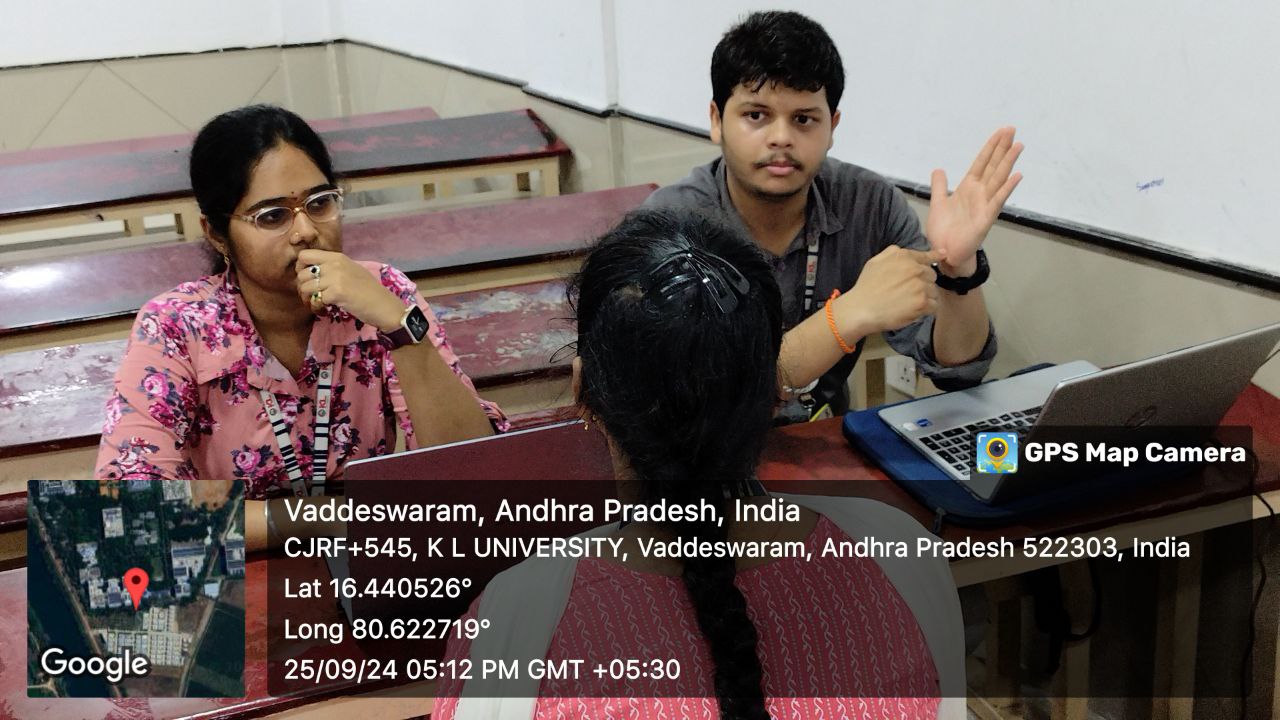 GPS Map Camera
Vaddeswaram, Andhra Pradesh, India
CJRF+545, K L UNIVERSITY, Vaddeswaram, Andhra Pradesh 522303, India
Lat 16.440526°
Long 80.622719°
25/09/24 05:12 PM GMT +05:30
Google